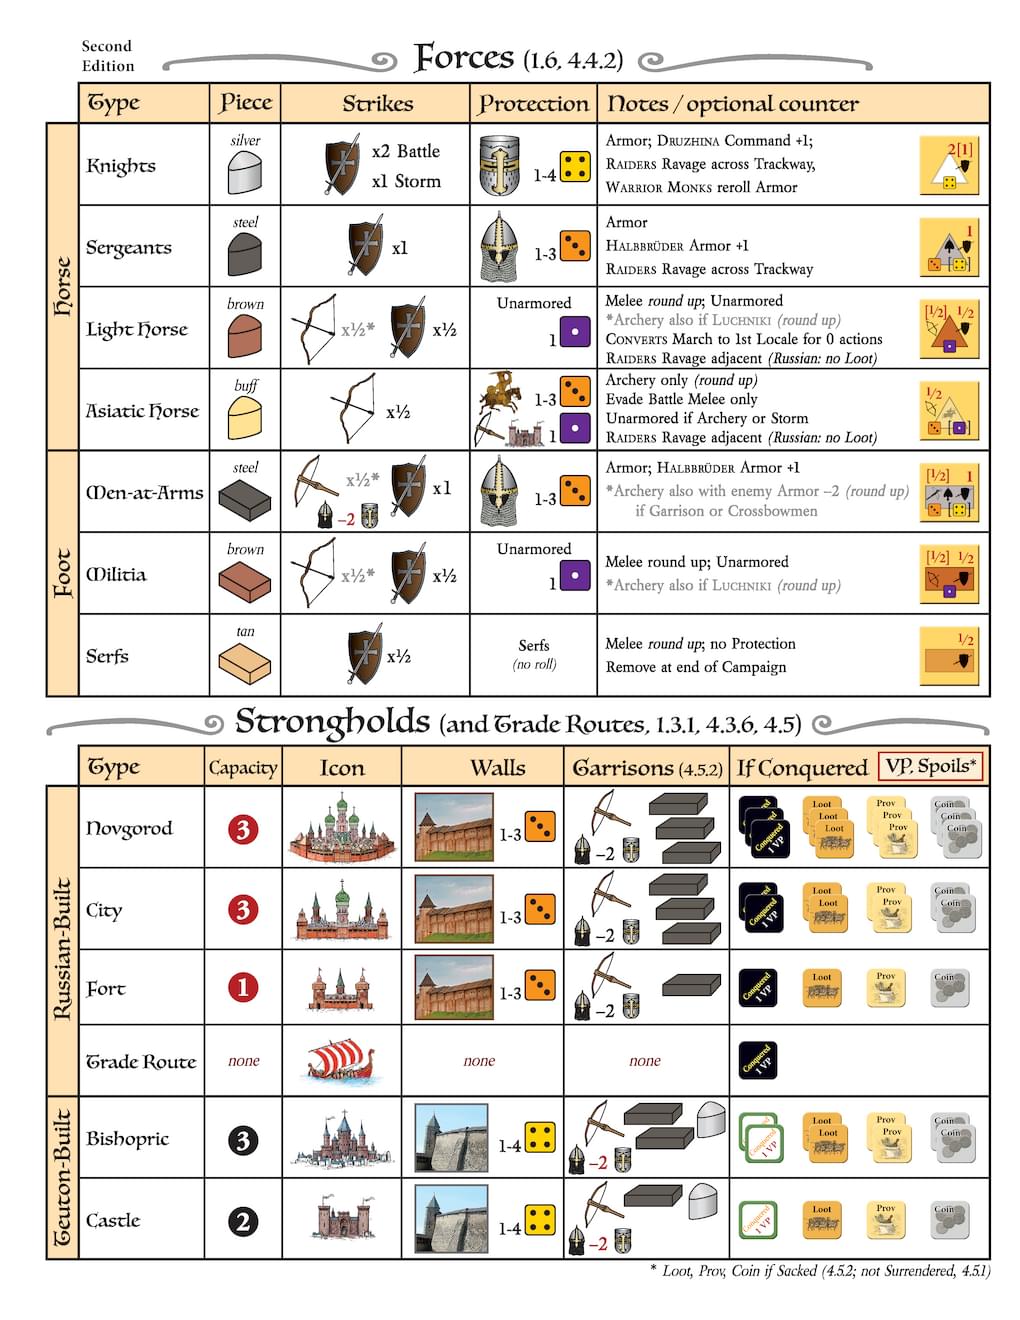 Second
Edition
Forces (1.6, 4.4.2)
Type Piece Strikes Protection Notes / optional counter
Horse
Knights
silver
x2 Battle
x1 Storm
1-4
Armor; DRUZHINA Command +1;
RAIDERS Ravage across Trackway,
WARRIOR MONKS reroll Armor
2[1]
Sergeants
steel
x1
1-3
Armor
HALBBRÜDER Armor +1
RAIDERS Ravage across Trackway
1
Light Horse
brown
x½* x½
Unarmored
1
Melee round up; Unarmored
*Archery also if LUCHNIKI (round up)
CONVERTS March to 1st Locale for 0 actions
RAIDERS Ravage adjacent (Russian: no Loot)
[1/2] 1/2
Asiatic Horse
buff
x½
1-3
1
Archery only (round up)
Evade Battle Melee only
Unarmored if Archery or Storm
RAIDERS Ravage adjacent (Russian: no Loot)
1/2
Foot
Men-at-Arms
steel
x½* x1
–2
1-3
Armor; HALBBRÜDER Armor +1
*Archery also with enemy Armor –2 (round up)
if Garrison or Crossbowmen
[1/2] 1
Militia
brown
x½* x½
Unarmored
1
Melee round up; Unarmored
*Archery also if LUCHNIKI (round up)
[1/2] 1/2
Serfs
tan
x½
Serfs
(no roll)
Melee round up; no Protection
Remove at end of Campaign
1/2
Strongholds (and Trade Routes, 1.3.1, 4.3.6, 4.5)
Type Capacity Icon Walls Garrisons (4.5.2) If Conquered VP, Spoils*
Russian-Built
Novgorod
3
1-3
–2
Conquered
1 VP
Loot Prov Coin
Loot Prov Coin
City
3
1-3
–2
Conquered
1 VP
Loot Prov Coin
Loot Prov Coin
Fort
1
1-3
–2
Conquered
1 VP
Loot Prov Coin
Trade Route
none
none
none
Conquered
1 VP
Teuton-Built
Bishopric
3
1-4
–2
Conquered
1 VP
Loot Prov Coin
Loot Prov Coin
Castle
2
1-4
–2
Conquered
1 VP
Loot Prov Coin
* Loot, Prov, Coin if Sacked (4.5.2; not Surrendered, 4.5.1)